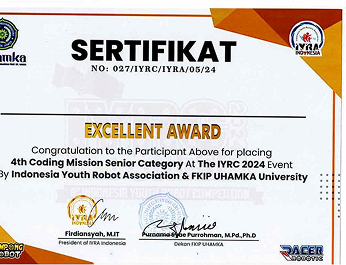 SERTIFIKAT
IYRA
INDONESIA
NO: 027/IYRC/IYRA/05/24
EXCELLENT AWARD
Congratulation to the Participant Above for placing
4th Coding Mission Senior Category At The IYRC 2024 Event
By Indonesia Youth Robot Association & FKIP UHAMKA University
Firdiansyah, M.IT
President of IYRA Indonesia
Purnama Syae Purrohman, M.Pd.,Ph.D
Dekan FKIP UHAMKA
ROBOT
RACER
ROBOTIC